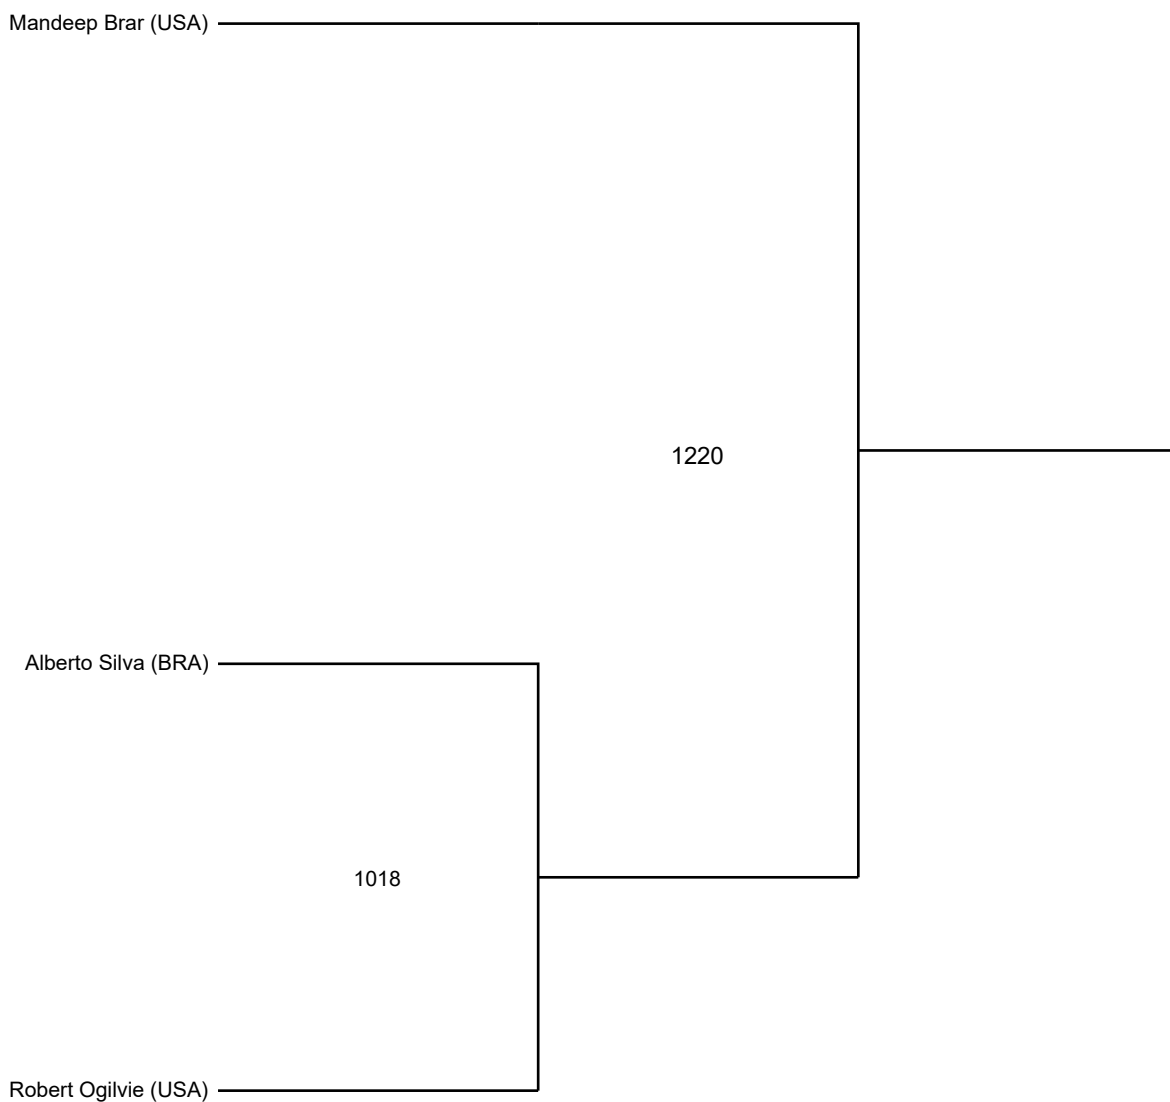 Mandeep Brar (USA)
1220
Alberto Silva (BRA)
1018
Robert Ogilvie (USA)